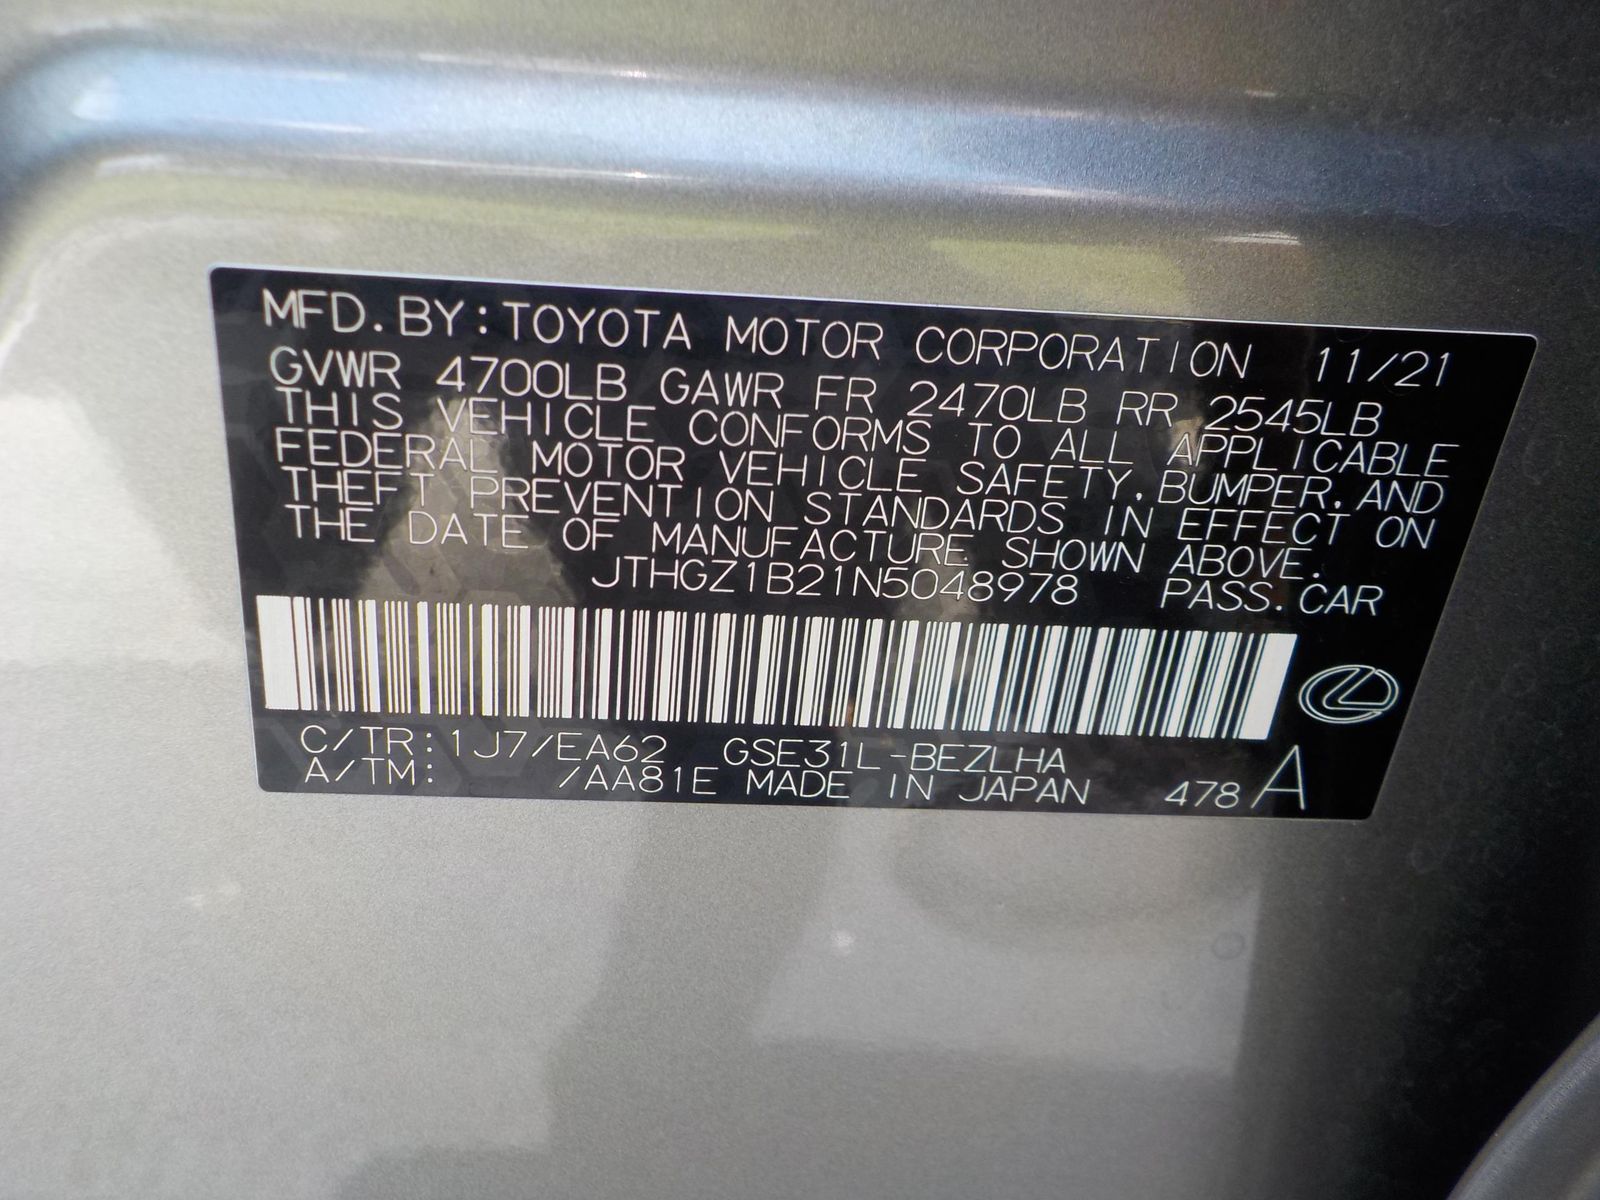 MFD. BY: TOYOTA MOTOR CORPORATION 11/21
GVWR 4700LB GAWR FR 2470LB RR 2545LB
THIS VEHICLE CONFORMS TO ALL APPLICABLE
FEDERAL MOTOR VEHICLE SAFETY, BUMPER, AND
THEFT PREVENTION STANDARDS IN EFFECT ON
THE DATE OF MANUFACTURE SHOWN ABOVE.
JTHGZ1B21N5048978 PASS. CAR
C/TR: 1J7/EA62 GSE31L-BEZLHA
A/TM: /AA81E MADE IN JAPAN 478 A